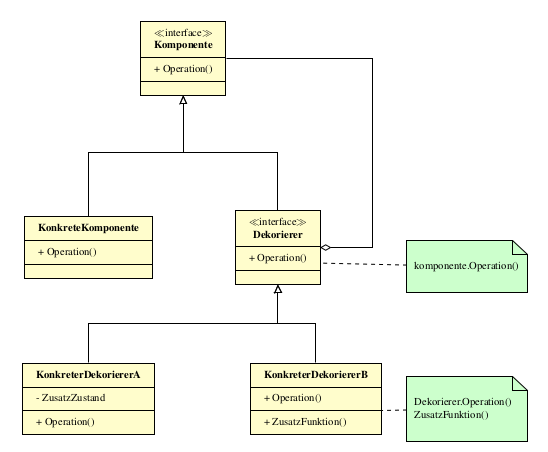 ≪interface≫
Komponente
+ Operation()
KonkreteKomponente
+ Operation()
≪interface≫
Dekorierer
+ Operation()
komponente.Operation()
KonkreterDekoriererA
- ZusatzZustand
+ Operation()
KonkreterDekoriererB
+ Operation()
+ ZusatzFunktion()
Dekorierer.Operation()
ZusatzFunktion()